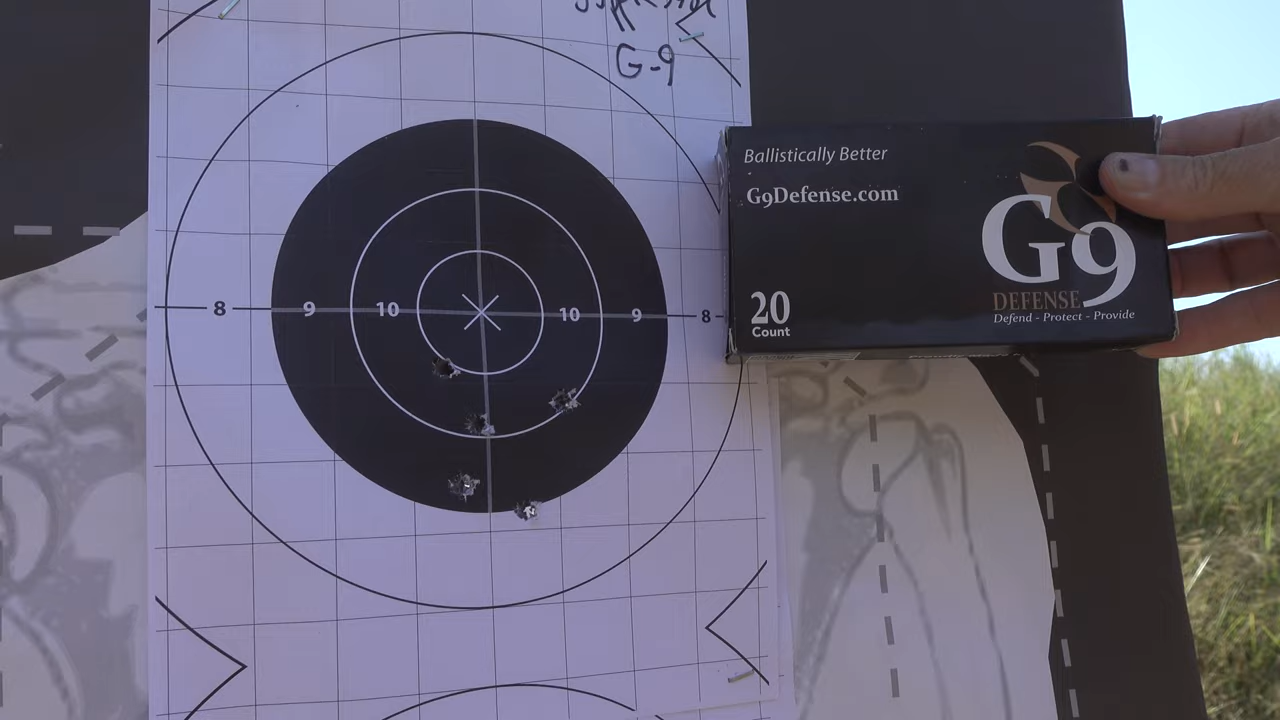 G-9
Ballistically Better
G9Defense.com
G9
DEFENSE
Defend - Protect - Provide
20
Count
8 9 10 10 9 8